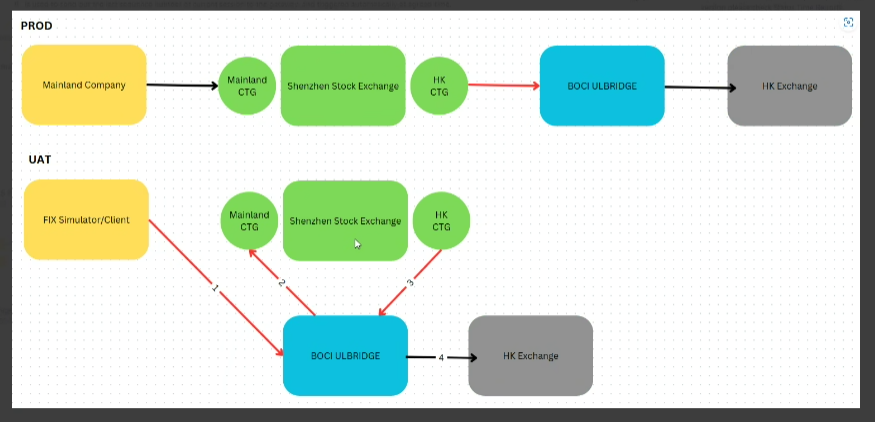 PROD
Mainland Company
Mainland
CTG
Shenzhen Stock Exchange
HK
CTG
BOCI ULBRIDGE
HK Exchange
UAT
FIX Simulator/Client
Mainland
CTG
Shenzhen Stock Exchange
HK
CTG
1
2
3
BOCI ULBRIDGE
4
HK Exchange